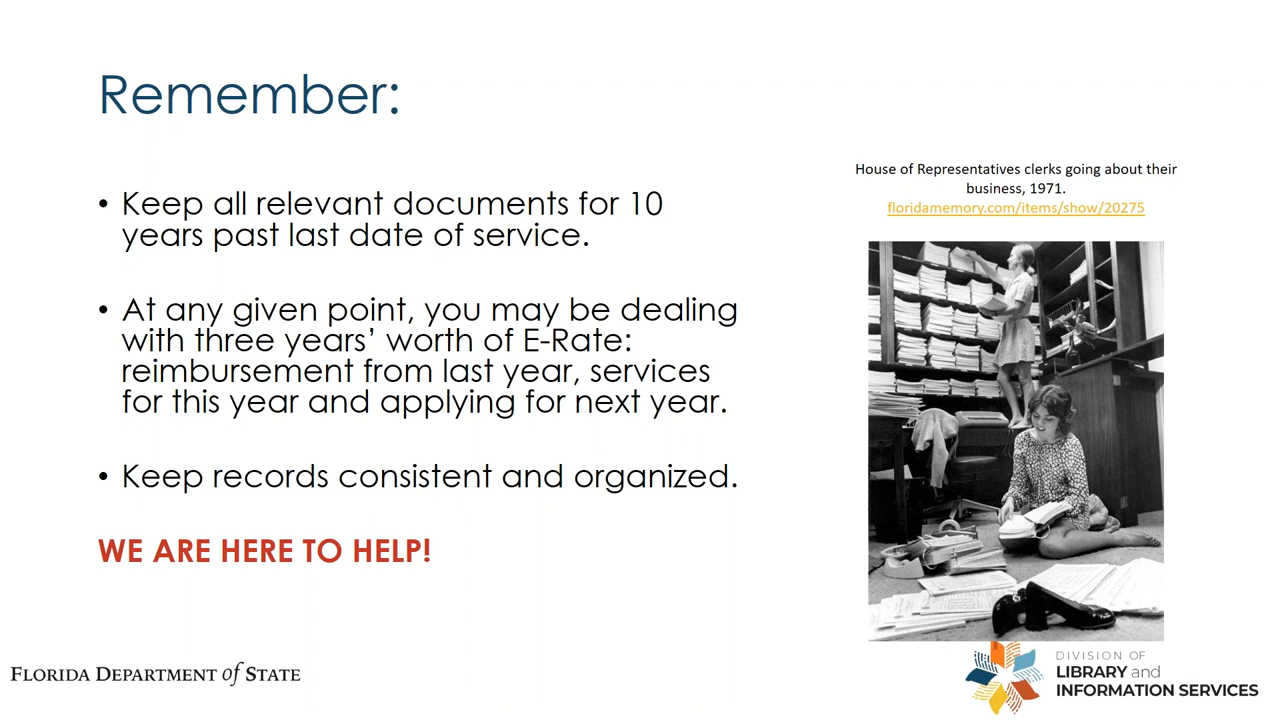 Remember:
• Keep all relevant documents for 10
years past last date of service.
• At any given point, you may be dealing
with three years’ worth of E-Rate:
reimbursement from last year, services
for this year and applying for next year.
• Keep records consistent and organized.
WE ARE HERE TO HELP!
House of Representatives clerks going about their
business, 1971.
floridamemory.com/items/show/20275
FLORIDA DEPARTMENT of STATE
DIVISION OF
LIBRARY and
INFORMATION SERVICES